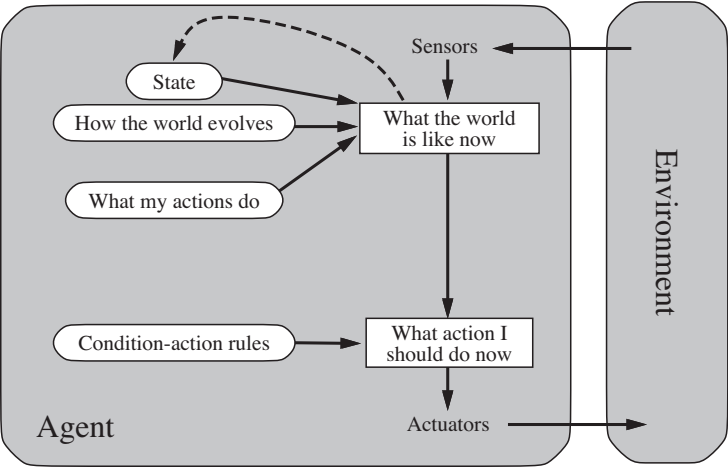 Sensors
State
What the world
is like now
How the world evolves
What my actions do
Environment
Condition-action rules
What action I
should do now
Agent
Actuators